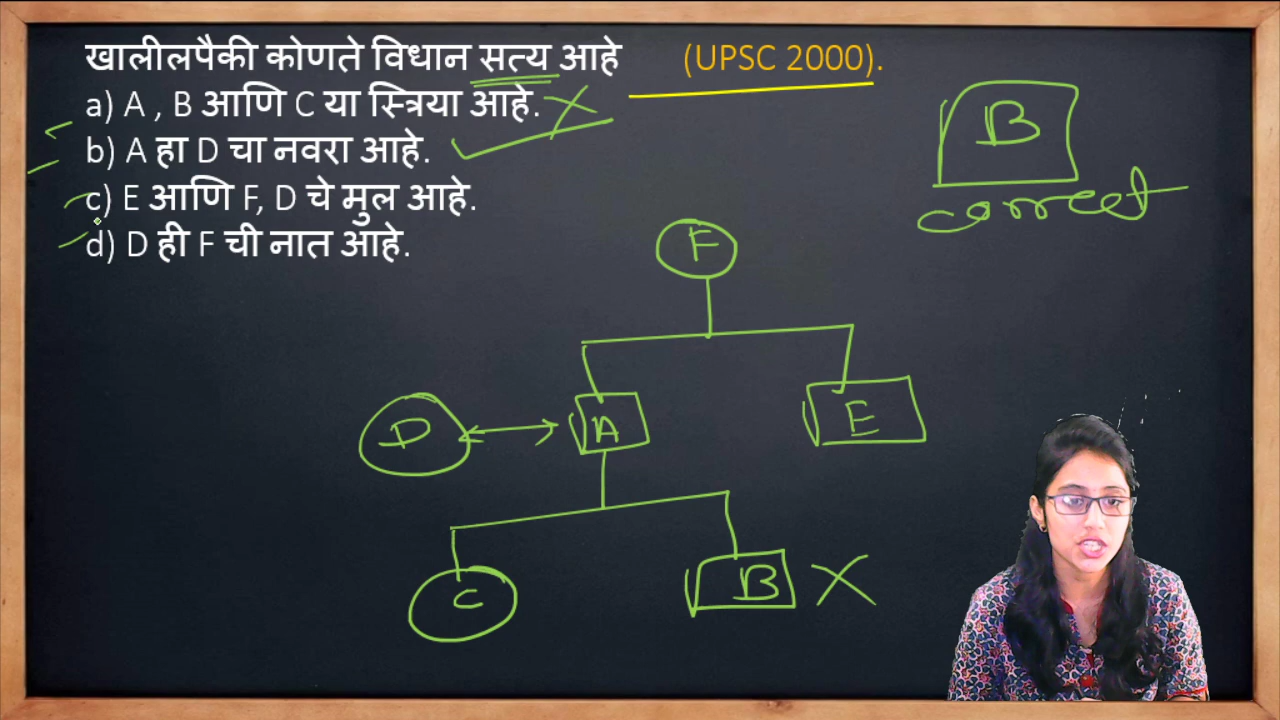 खालीलपैकी कोणते विधान सत्य आहे (UPSC 2000).
a) A , B आणि C या स्त्रिया आहे.
b) A हा D चा नवरा आहे.
c) E आणि F, D चे मुल आहे.
d) D ही F ची नात आहे.
B
correct
F
D
A
E
C
B